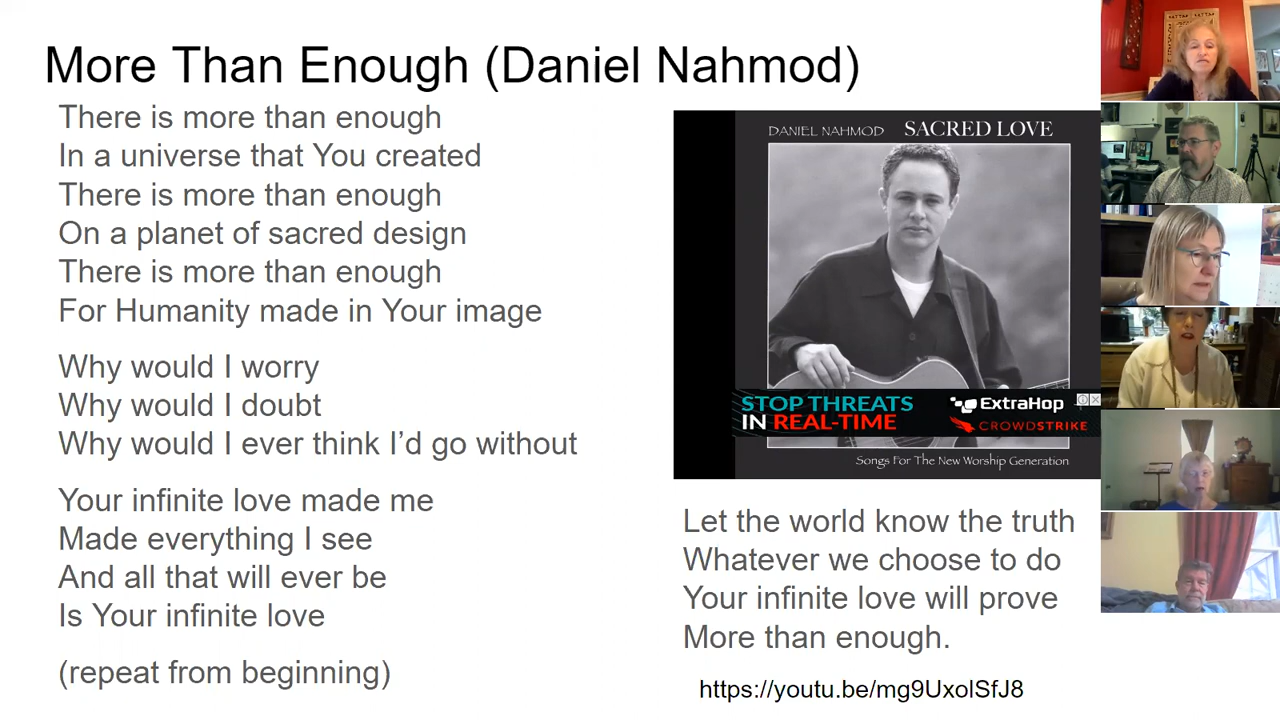 More Than Enough (Daniel Nahmod)
There is more than enough
In a universe that You created
There is more than enough
On a planet of sacred design
There is more than enough
For Humanity made in Your image
Why would I worry
Why would I doubt
Why would I ever think I’d go without
Your infinite love made me
Made everything I see
And all that will ever be
Is Your infinite love
(repeat from beginning)
DANIEL NAHMOD SACRED LOVE
STOP THREATS
IN REAL-TIME
ExtraHop
CROWDSTRIKE
Songs For The New Worship Generation
Let the world know the truth
Whatever we choose to do
Your infinite love will prove
More than enough.
https://youtu.be/mg9UxolSfJ8